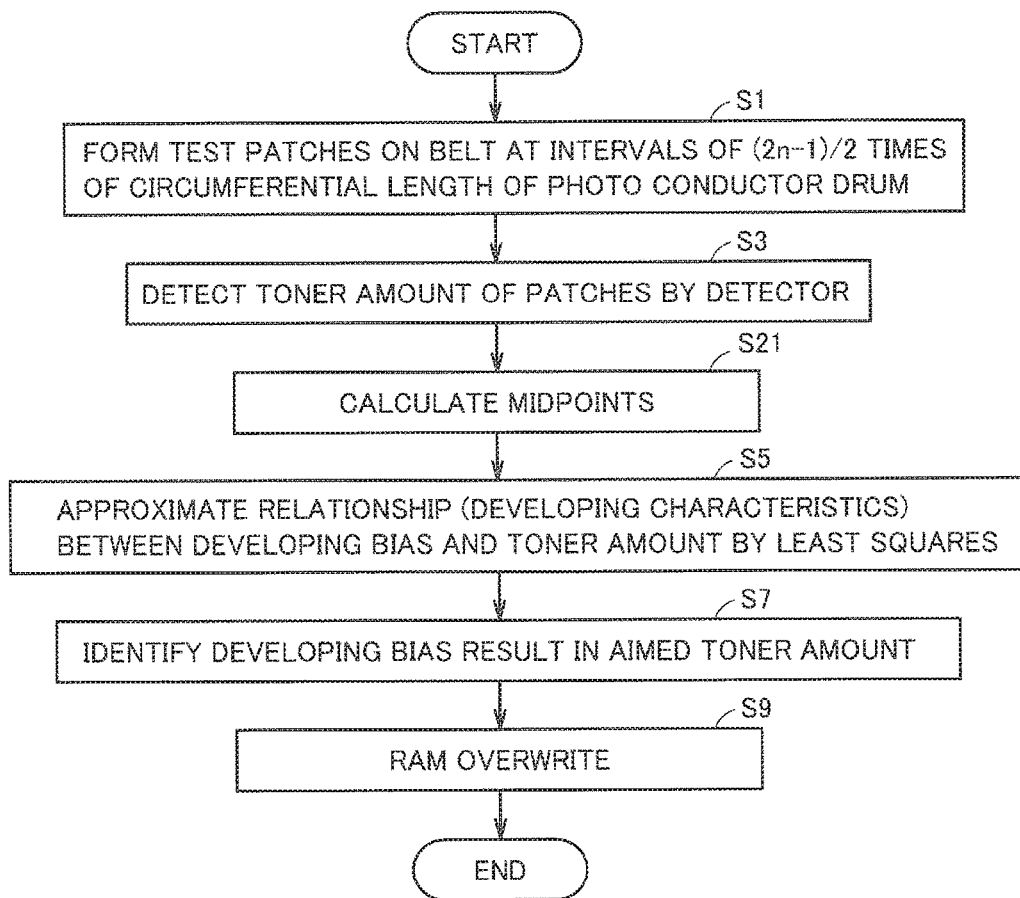 START
S1
FORM TEST PATCHES ON BELT AT INTERVALS OF (2n-1)/2 TIMES
OF CIRCUMFERENTIAL LENGTH OF PHOTO CONDUCTOR DRUM
S3
DETECT TONER AMOUNT OF PATCHES BY DETECTOR
S21
CALCULATE MIDPOINTS
S5
APPROXIMATE RELATIONSHIP (DEVELOPING CHARACTERISTICS)
BETWEEN DEVELOPING BIAS AND TONER AMOUNT BY LEAST SQUARES
S7
IDENTIFY DEVELOPING BIAS RESULT IN AIMED TONER AMOUNT
S9
RAM OVERWRITE
END